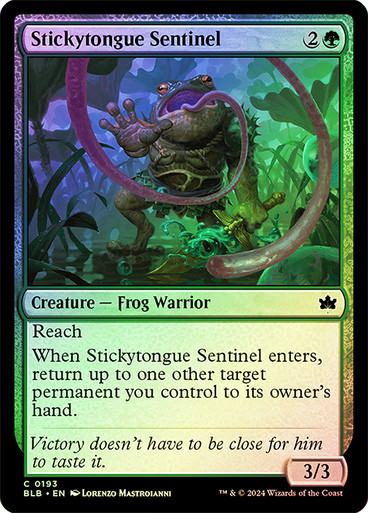 Stickytongue Sentinel 2
Creature — Frog Warrior
Reach
When Stickytongue Sentinel enters,
return up to one other target
permanent you control to its owner's
hand.
Victory doesn't have to be close for him
to taste it.
3/3
C 0193
BLB • EN Lorenzo Mastroianni
™ & © 2024 Wizards of the Coast